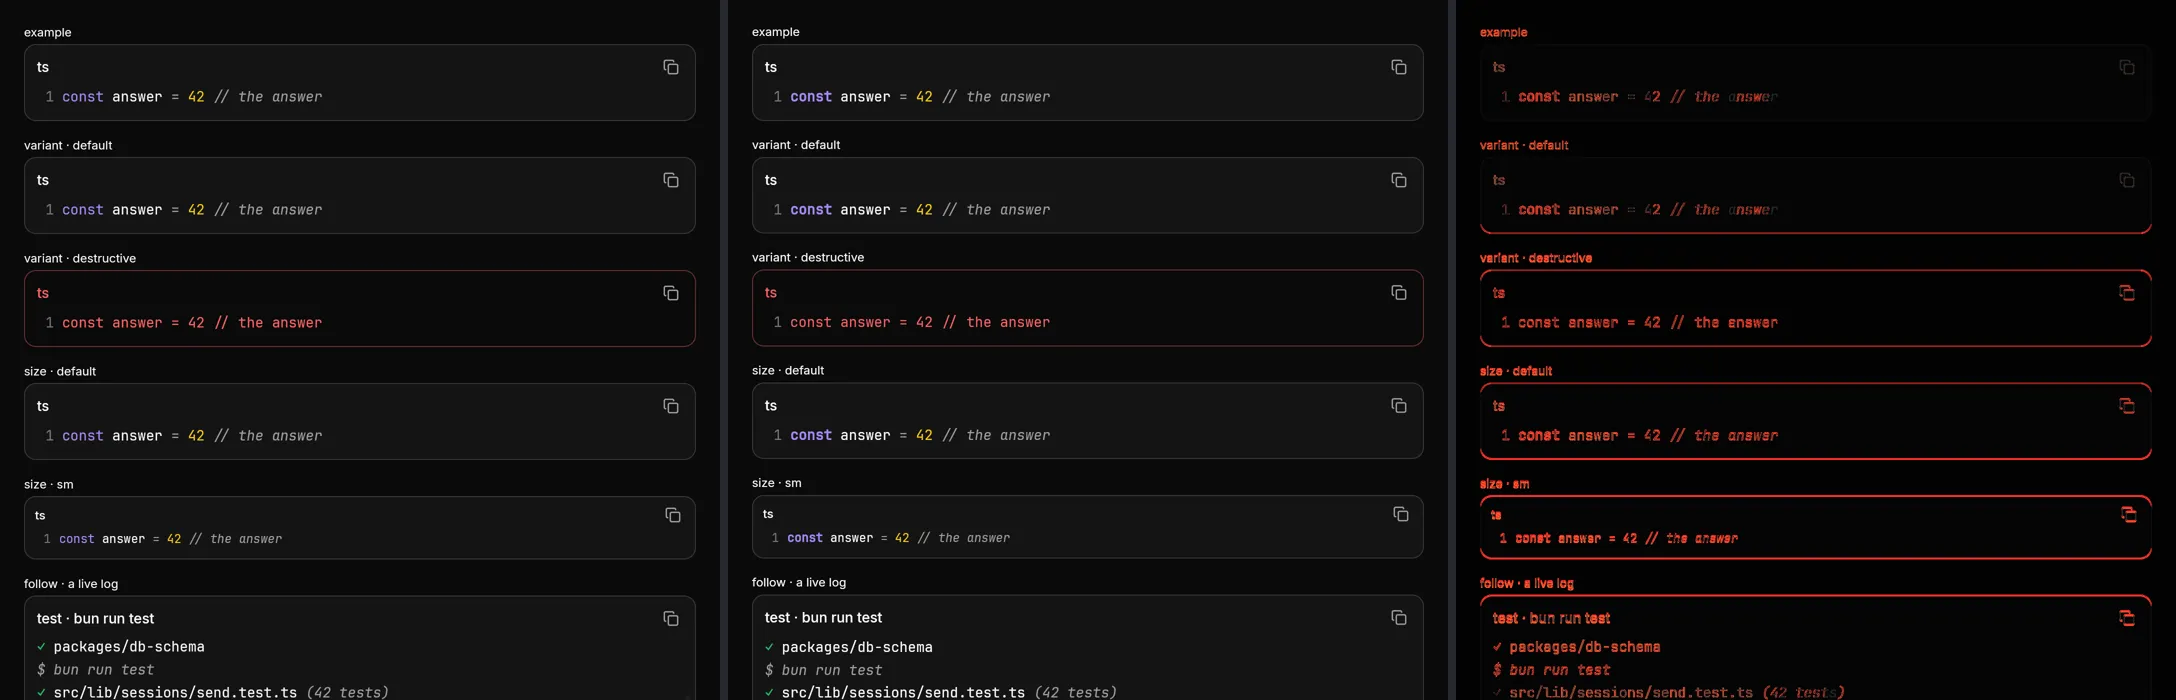 example
ts
1 const answer = 42 // the answer
variant · default
ts
1 const answer = 42 // the answer
variant · destructive
ts
1 const answer = 42 // the answer
size · default
ts
1 const answer = 42 // the answer
size · sm
ts
1 const answer = 42 // the answer
follow · a live log
test · bun run test
✓ packages/db-schema
$ bun run test
✓ src/lib/sessions/send.test.ts (42 tests)
example
ts
1 const answer = 42 // the answer
variant · default
ts
1 const answer = 42 // the answer
variant · destructive
ts
1 const answer = 42 // the answer
size · default
ts
1 const answer = 42 // the answer
size · sm
ts
1 const answer = 42 // the answer
follow · a live log
test · bun run test
✓ packages/db-schema
$ bun run test
✓ src/lib/sessions/send.test.ts (42 tests)
example
ts
1 const answer = 42 // the answer
variant · default
ts
1 const answer = 42 // the answer
variant · destructive
ts
1 const answer = 42 // the answer
size · default
ts
1 const answer = 42 // the answer
size · sm
ts
1 const answer = 42 // the answer
follow · a live log
test · bun run test
✓ packages/db-schema
$ bun run test
✓ src/lib/sessions/send.test.ts (42 tests)